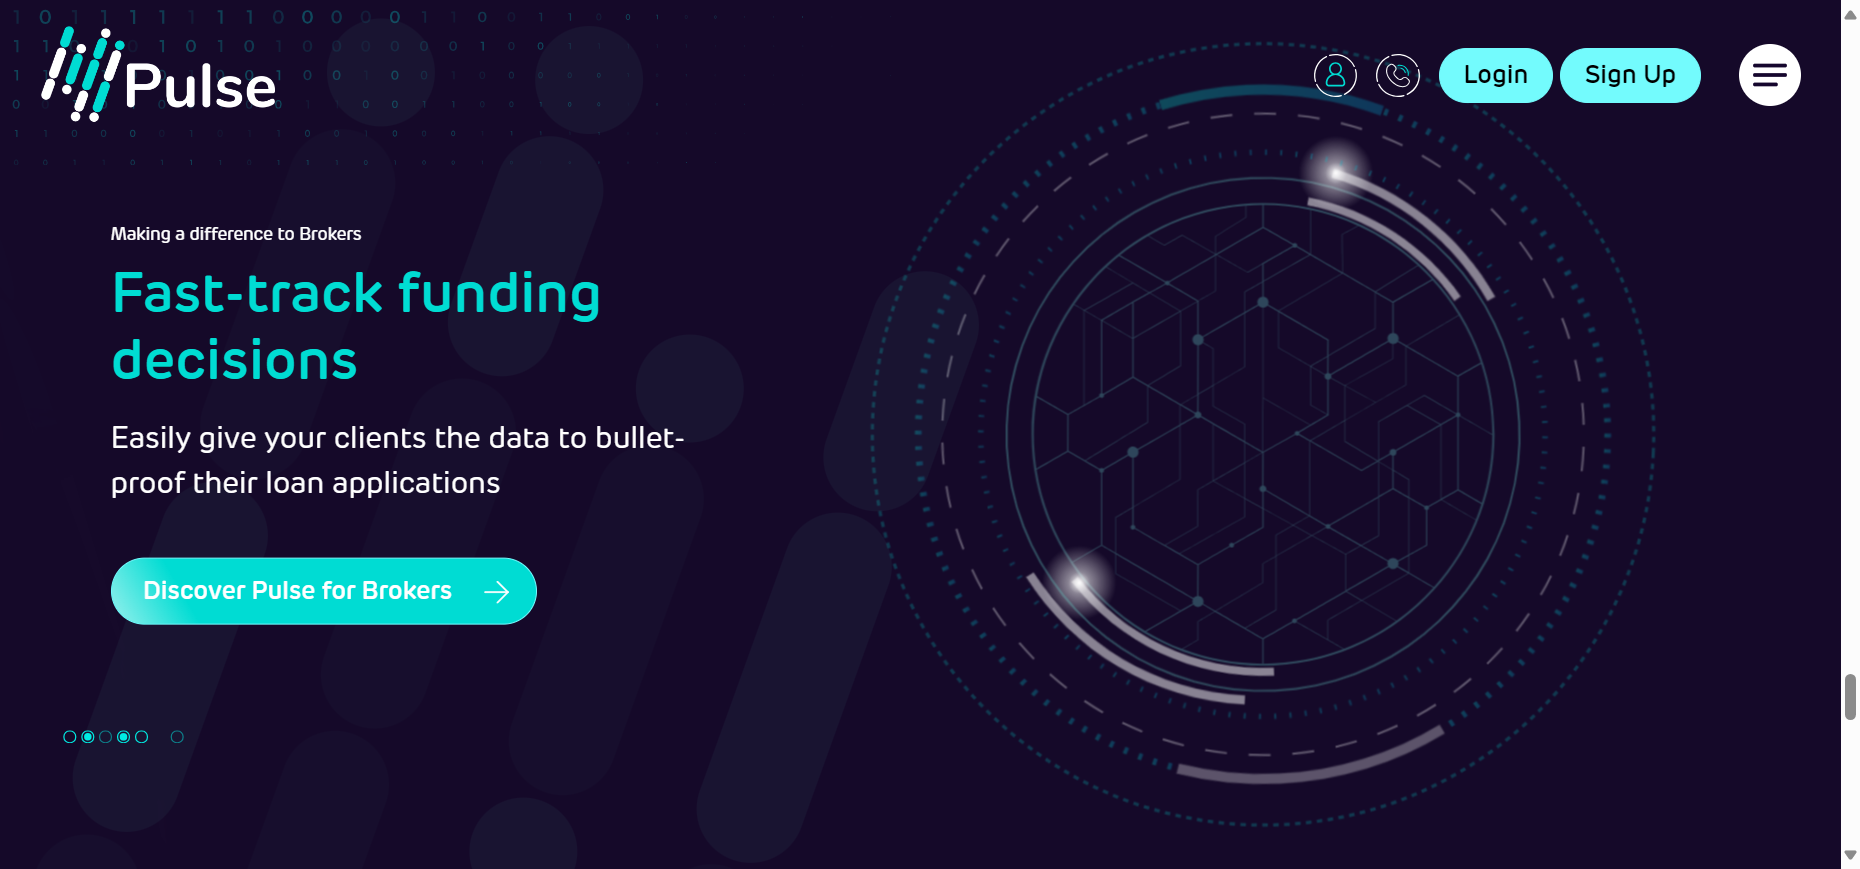 Pulse
Login
Sign Up
Making a difference to Brokers
Fast-track funding
decisions
Easily give your clients the data to bullet-
proof their loan applications
Discover Pulse for Brokers